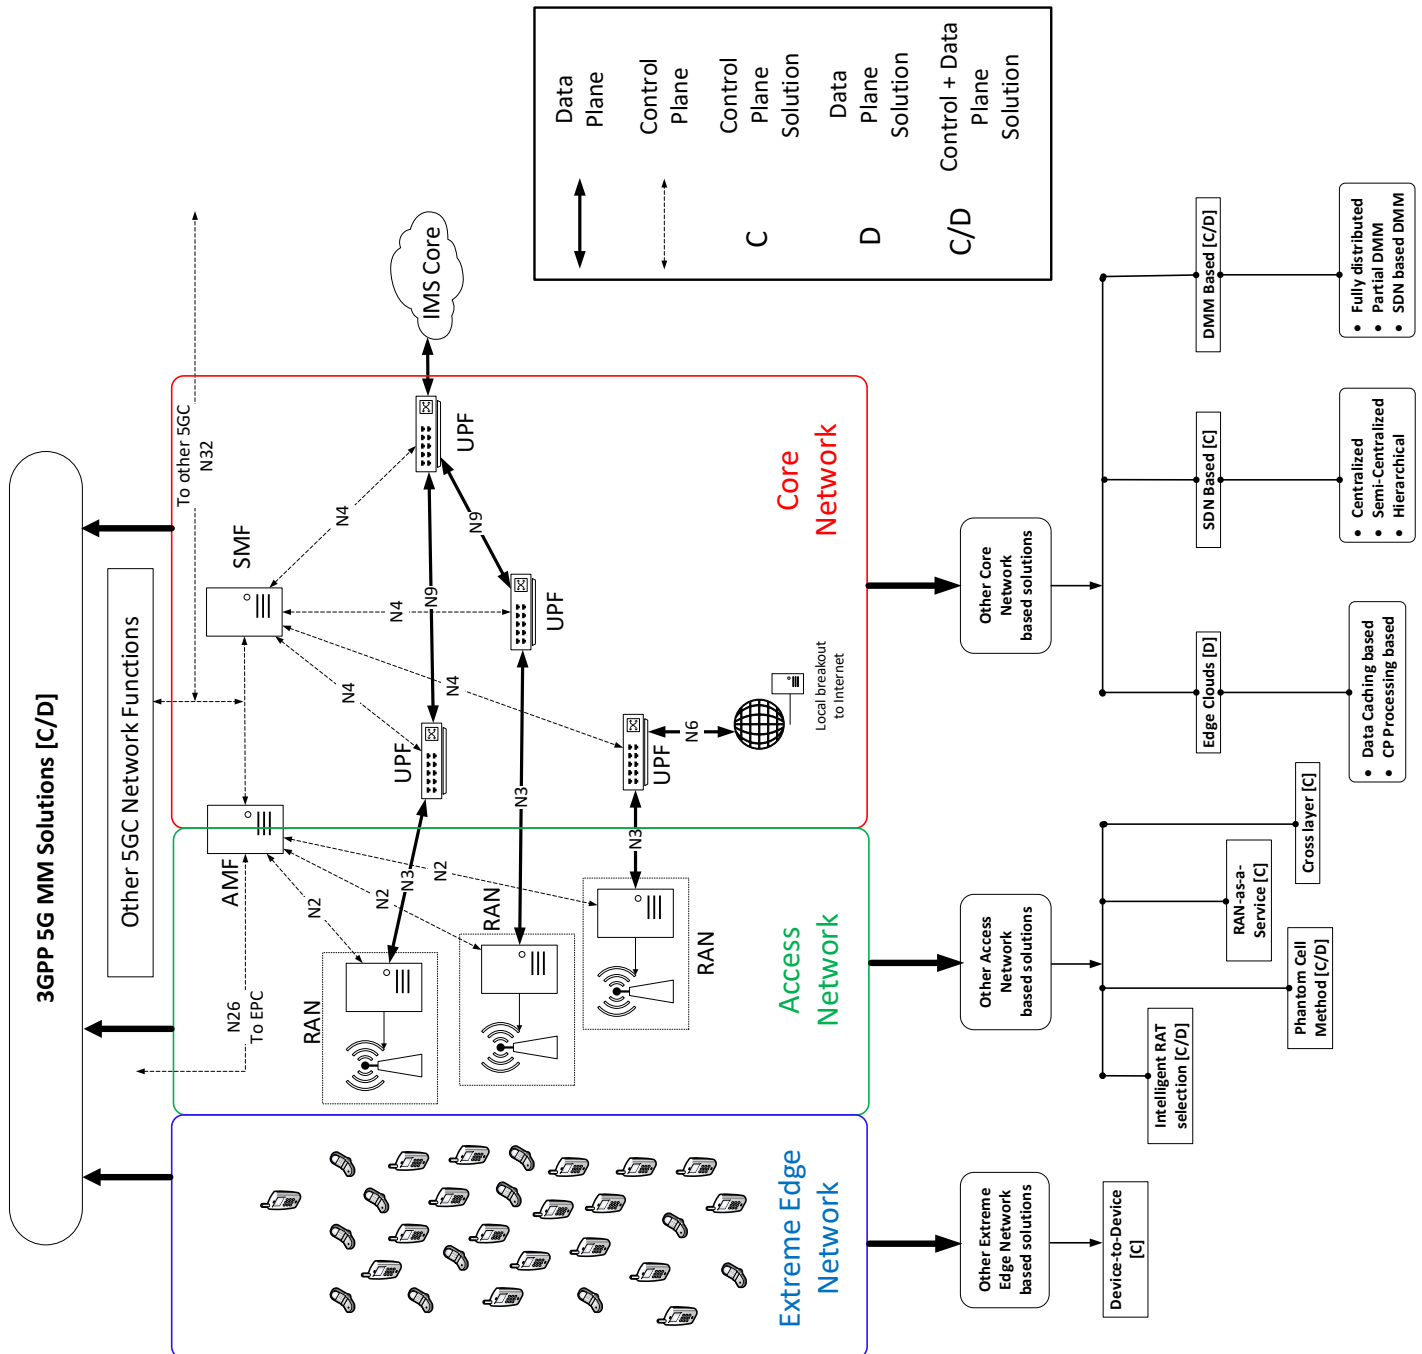 3GPP 5G MM Solutions [C/D]
Other 5GC Network Functions
N26
To EPC
To other 5GC
N32
AMF
SMF
N2
N2
N2
N4
N4
N4
N4
N3
N3
N3
N9
N9
N6
RAN
RAN
RAN
UPF
UPF
UPF
UPF
IMS Core
Local breakout
to Internet
Extreme Edge
Network
Access
Network
Core
Network
Data
Plane
Control
Plane
C
Control
Plane
Solution
D
Data
Plane
Solution
C/D
Control + Data
Plane
Solution
Other Extreme
Edge Network
based solutions
Device-to-Device
[C]
Other Access
Network
based solutions
Intelligent RAT
selection [C/D]
Phantom Cell
Method [C/D]
RAN-as-a-
Service [C]
Cross layer [C]
Other Core
Network
based solutions
Edge Clouds [D]
• Data Caching based
• CP Processing based
SDN Based [C]
• Centralized
• Semi-Centralized
• Hierarchical
DMM Based [C/D]
• Fully distributed
• Partial DMM
• SDN based DMM